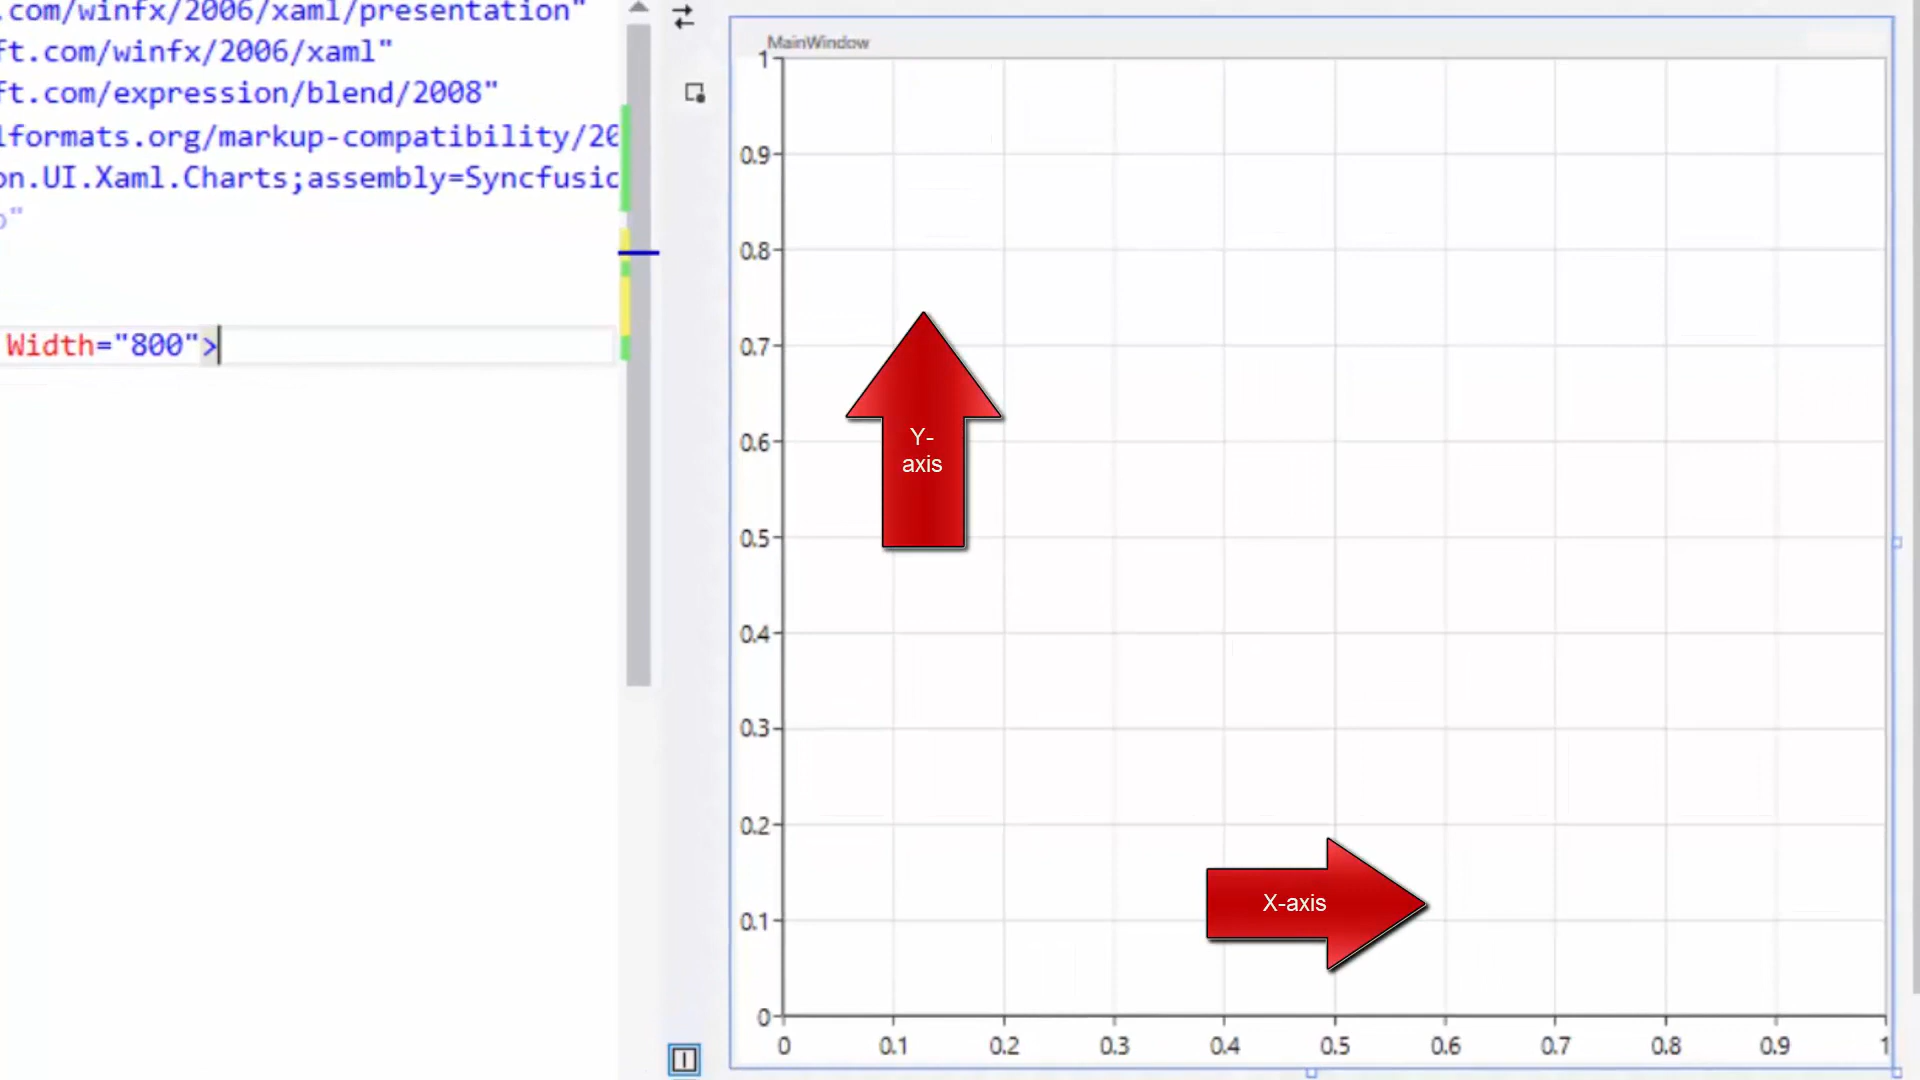 .com/winfx/2006/xaml/presentation"
ft.com/winfx/2006/xaml"
ft.com/expression/blend/2008"
lformats.org/markup-compatibility/20
on.UI.Xaml.Charts;assembly=Syncfusic
"
Width="800">
MainWindow
1
0.9
0.8
0.7
0.6
0.5
0.4
0.3
0.2
0.1
0
Y-
axis
X-axis
0 0.1 0.2 0.3 0.4 0.5 0.6 0.7 0.8 0.9 1